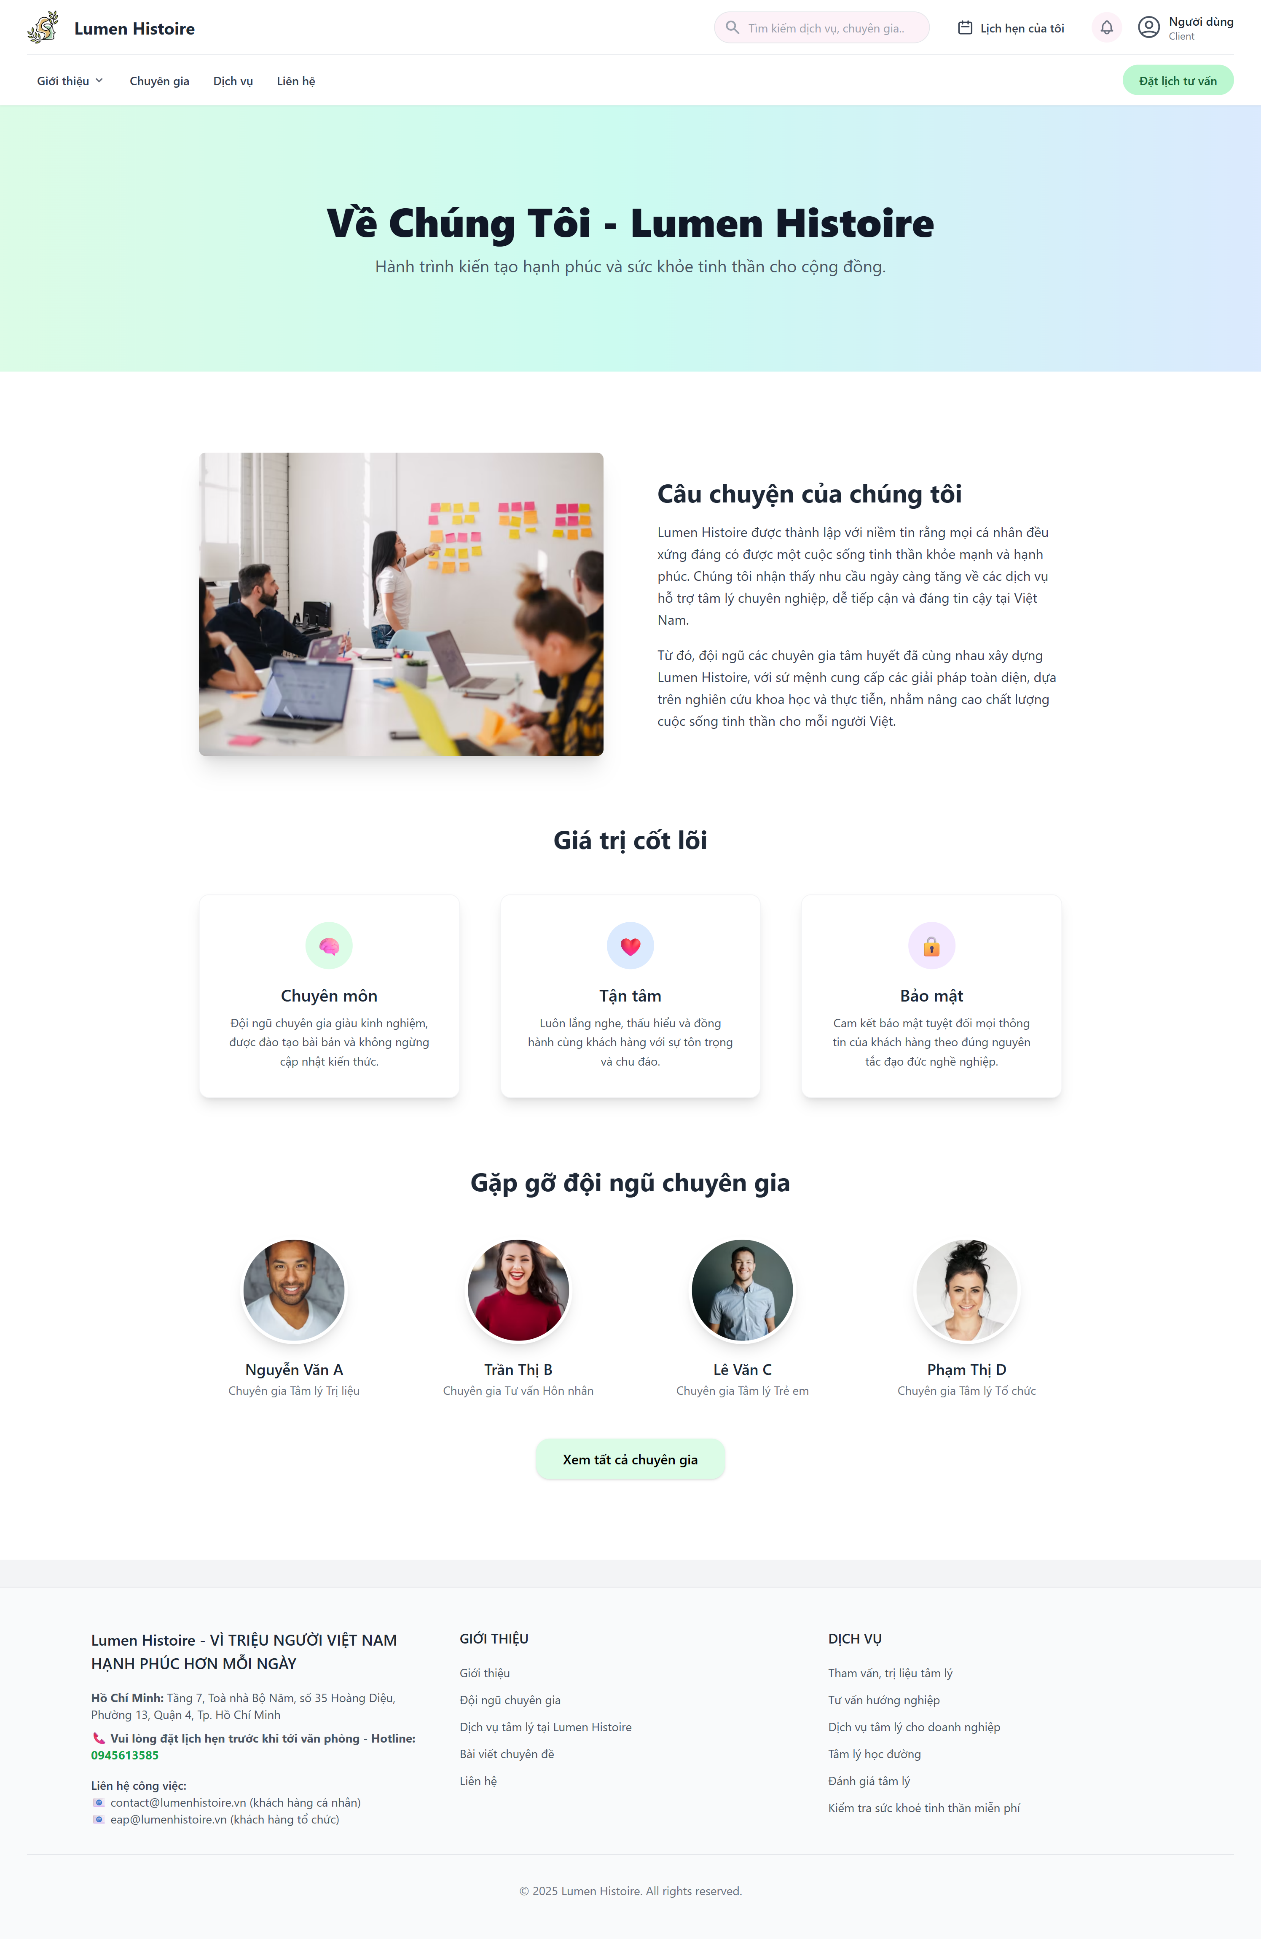 Lumen Histoire
Tìm kiếm dịch vụ, chuyên gia..
Lịch hẹn của tôi
Người dùng
Client
Giới thiệu
Chuyên gia
Dịch vụ
Liên hệ
Đặt lịch tư vấn
Về Chúng Tôi - Lumen Histoire
Hành trình kiến tạo hạnh phúc và sức khỏe tinh thần cho cộng đồng.
Câu chuyện của chúng tôi
Lumen Histoire được thành lập với niềm tin rằng mọi cá nhân đều
xứng đáng có được một cuộc sống tinh thần khỏe mạnh và hạnh
phúc. Chúng tôi nhận thấy nhu cầu ngày càng tăng về các dịch vụ
hỗ trợ tâm lý chuyên nghiệp, dễ tiếp cận và đáng tin cậy tại Việt
Nam.
Từ đó, đội ngũ các chuyên gia tâm huyết đã cùng nhau xây dựng
Lumen Histoire, với sứ mệnh cung cấp các giải pháp toàn diện, dựa
trên nghiên cứu khoa học và thực tiễn, nhằm nâng cao chất lượng
cuộc sống tinh thần cho mỗi người Việt.
Giá trị cốt lõi
Chuyên môn
Đội ngũ chuyên gia giàu kinh nghiệm,
được đào tạo bài bản và không ngừng
cập nhật kiến thức.
Tận tâm
Luôn lắng nghe, thấu hiểu và đồng
hành cùng khách hàng với sự tôn trọng
và chu đáo.
Bảo mật
Cam kết bảo mật tuyệt đối mọi thông
tin của khách hàng theo đúng nguyên
tắc đạo đức nghề nghiệp.
Gặp gỡ đội ngũ chuyên gia
Nguyễn Văn A
Chuyên gia Tâm lý Trị liệu
Trần Thị B
Chuyên gia Tư vấn Hôn nhân
Lê Văn C
Chuyên gia Tâm lý Trẻ em
Phạm Thị D
Chuyên gia Tâm lý Tổ chức
Xem tất cả chuyên gia
Lumen Histoire - VÌ TRIỆU NGƯỜI VIỆT NAM
HẠNH PHÚC HƠN MỖI NGÀY
Hồ Chí Minh: Tầng 7, Toà nhà Bộ Năm, số 35 Hoàng Diệu,
Phường 13, Quận 4, Tp. Hồ Chí Minh
Vui lòng đặt lịch hẹn trước khi tới văn phòng - Hotline:
0945613585
Liên hệ công việc:
contact@lumenhistoire.vn (khách hàng cá nhân)
eap@lumenhistoire.vn (khách hàng tổ chức)
GIỚI THIỆU
Giới thiệu
Đội ngũ chuyên gia
Dịch vụ tâm lý tại Lumen Histoire
Bài viết chuyên đề
Liên hệ
DỊCH VỤ
Tham vấn, trị liệu tâm lý
Tư vấn hướng nghiệp
Dịch vụ tâm lý cho doanh nghiệp
Tâm lý học đường
Đánh giá tâm lý
Kiểm tra sức khoẻ tinh thần miễn phí
© 2025 Lumen Histoire. All rights reserved.